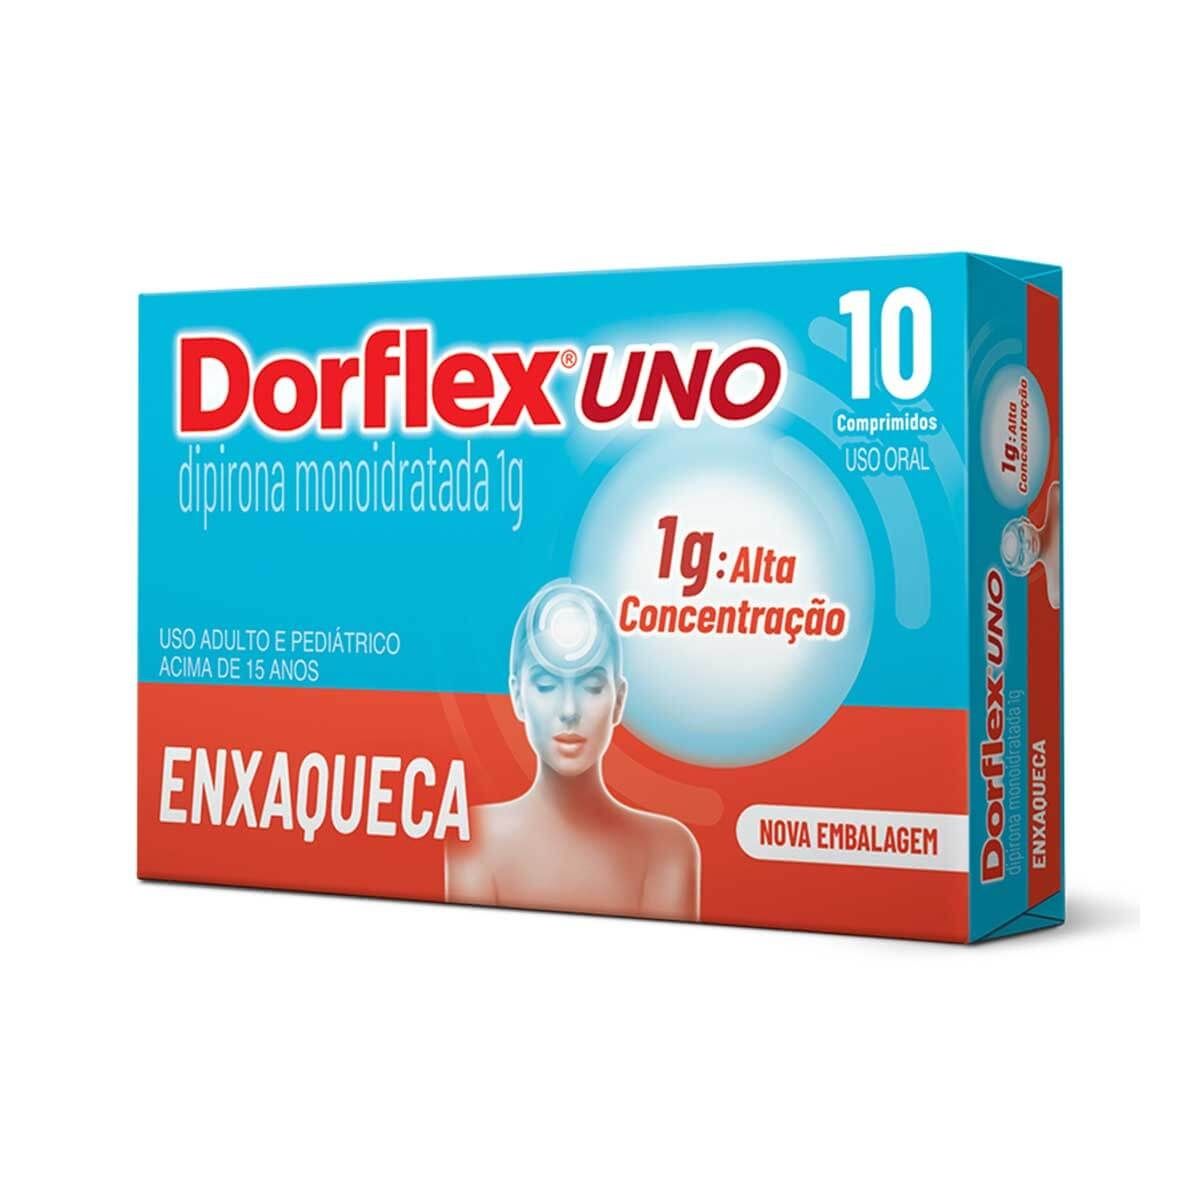 Dorflex® UNO
dipirona monoidratada 1g
10
Comprimidos
USO ORAL
1g: Alta
Concentração
USO ADULTO E PEDIÁTRICO
ACIMA DE 15 ANOS
ENXAQUECA
NOVA EMBALAGEM
1g: Alta
Concentração
Dorflex UNO
dipirona monoidratada 1g
ENXAQUECA